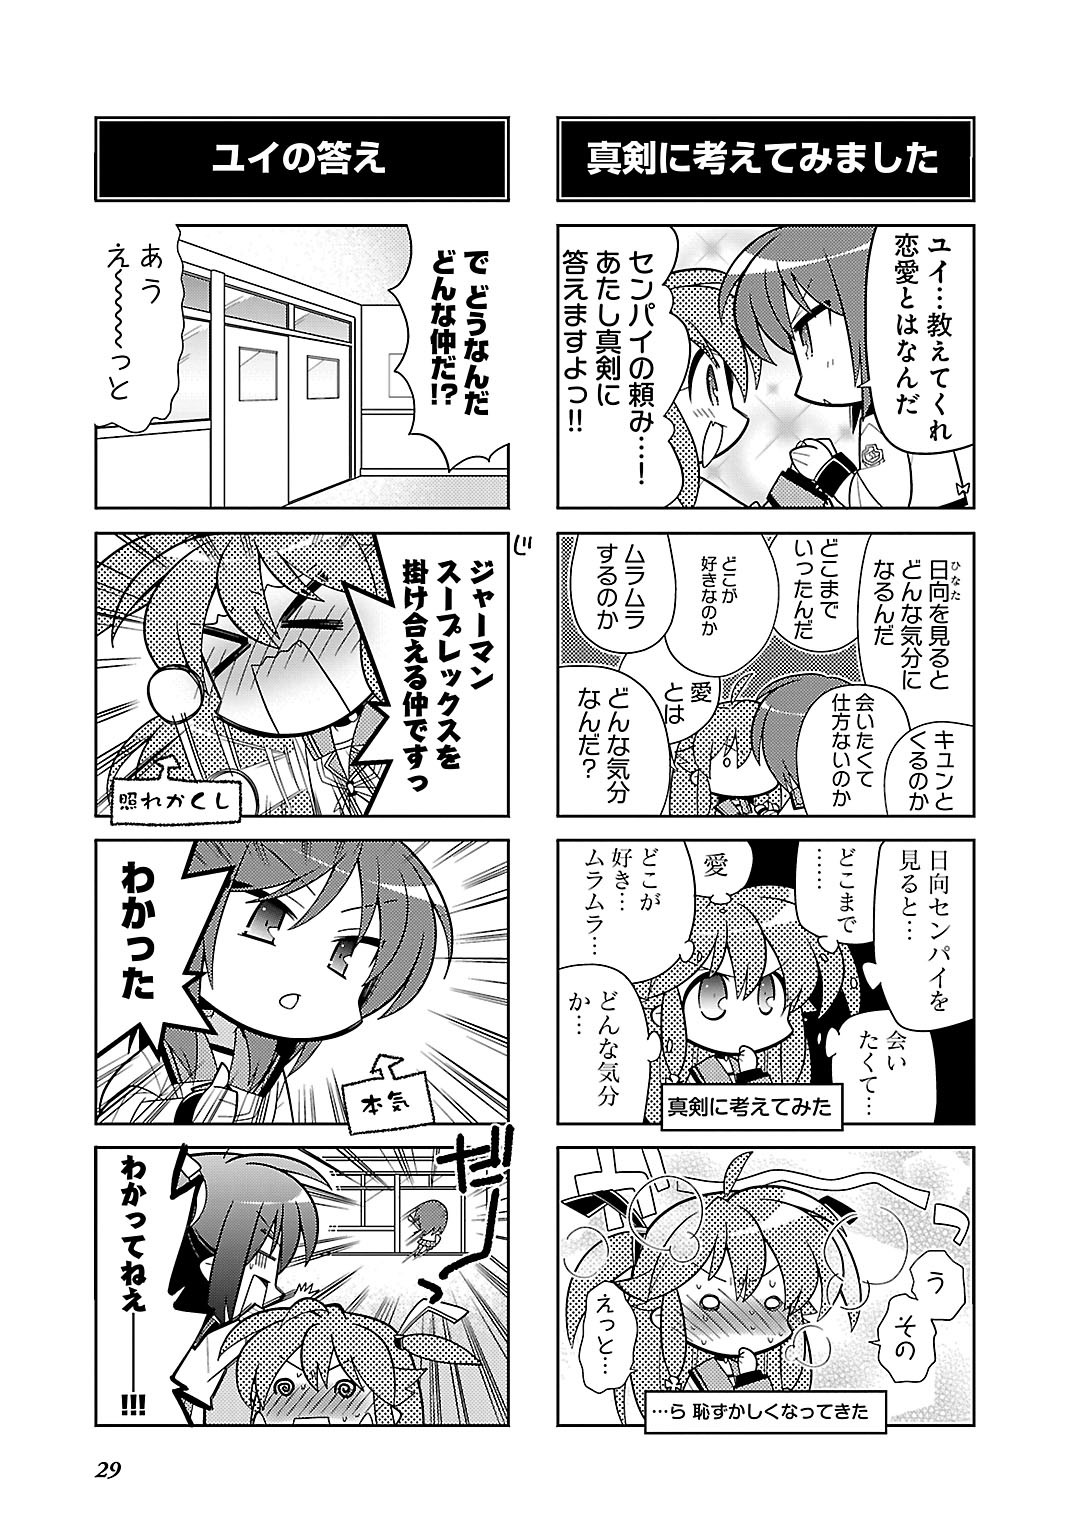 真剣に考えてみました
ユイ…教えてくれ
恋愛とはなんだ
センパイの頼み…！
あたし真剣に
答えますよっ!!
日向を見ると
ひなた
どんな気分に
なるんだ
キュンと
くるのか
会いたくて
仕方ないのか
どこまで
いったんだ
どこが
好きなのか
ムラムラ
するのか
愛
とは
どんな気分
なんだ？
日向センパイを
見ると…
会い
たくて…
どこまで
……
愛
どこが
好き…
ムラムラ…
どんな気分
か…
真剣に考えてみた
う
その
えっと…
…ら 恥ずかしくなってきた
ユイの答え
で どうなんだ
どんな仲だ!?
あう
え〜〜〜っと
ジャーマン
スープレックスを
掛け合える仲ですっ
照れかくし
わかった
本気
わかってねえ
――!!!
29